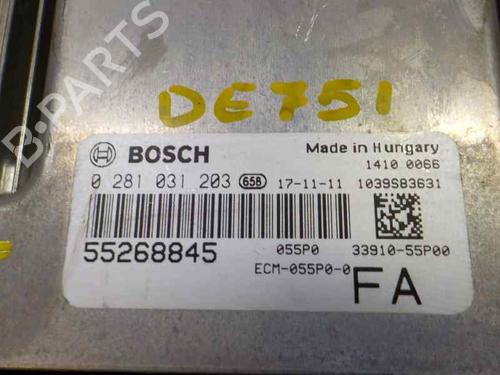 B-PARTS
DE751
BOSCH
Made in Hungary
1410 0066
0 281 031 203 658 17-11-11 1039S83631
55268845
055P0 33910-55P00
ECM-055P0-0
FA